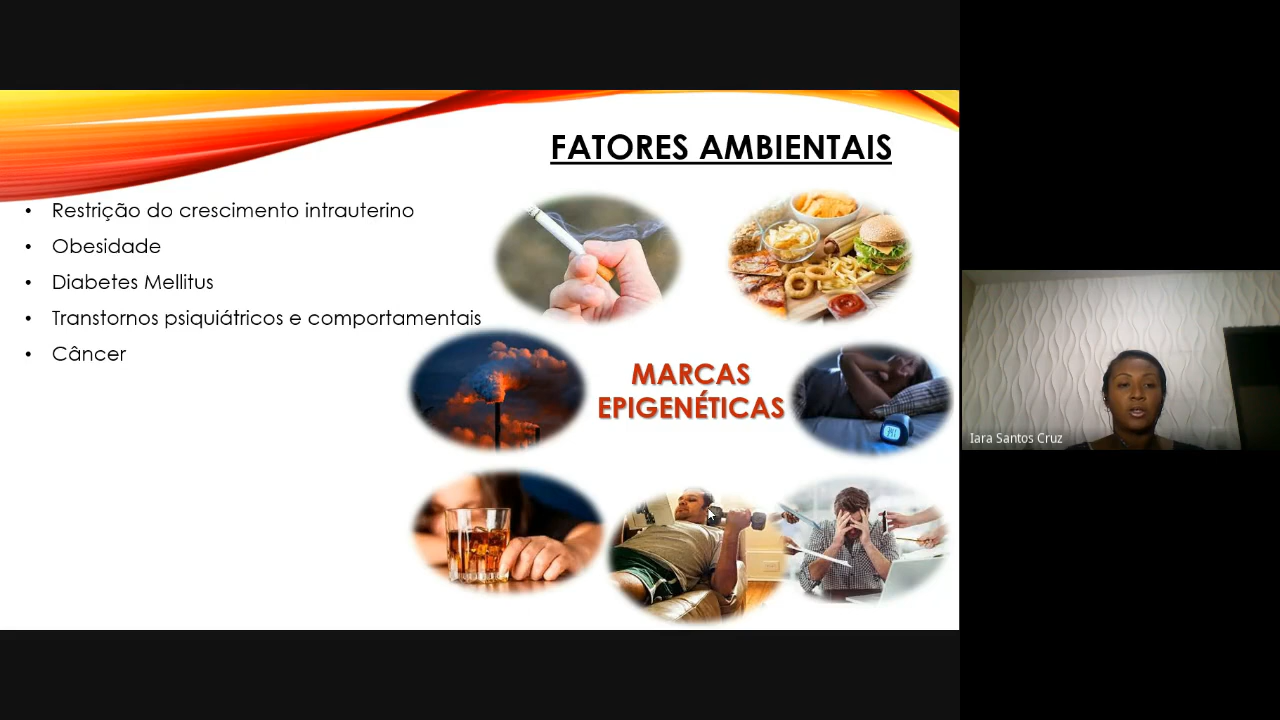 FATORES AMBIENTAIS
• Restrição do crescimento intrauterino
• Obesidade
• Diabetes Mellitus
• Transtornos psiquiátricos e comportamentais
• Câncer
MARCAS
EPIGENÉTICAS
Iara Santos Cruz